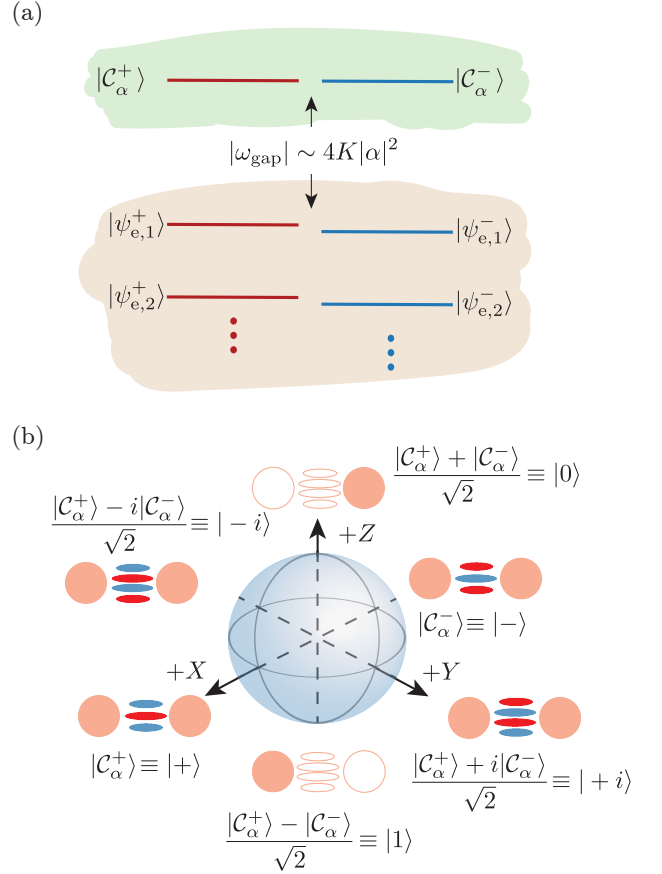 (a)
|𝒞_α^+⟩ |𝒞_α^−⟩
|ω_gap| ∼ 4K|α|²
|ψ_{e,1}^+⟩ |ψ_{e,1}^−⟩
|ψ_{e,2}^+⟩ |ψ_{e,2}^−⟩
(b)
(|𝒞_α^+⟩ + |𝒞_α^−⟩)/√2 ≡ |0⟩
(|𝒞_α^+⟩ − i|𝒞_α^−⟩)/√2 ≡ |−i⟩
+Z
|𝒞_α^−⟩ ≡ |−⟩
+X
+Y
|𝒞_α^+⟩ ≡ |+⟩
(|𝒞_α^+⟩ + i|𝒞_α^−⟩)/√2 ≡ |+i⟩
(|𝒞_α^+⟩ − |𝒞_α^−⟩)/√2 ≡ |1⟩